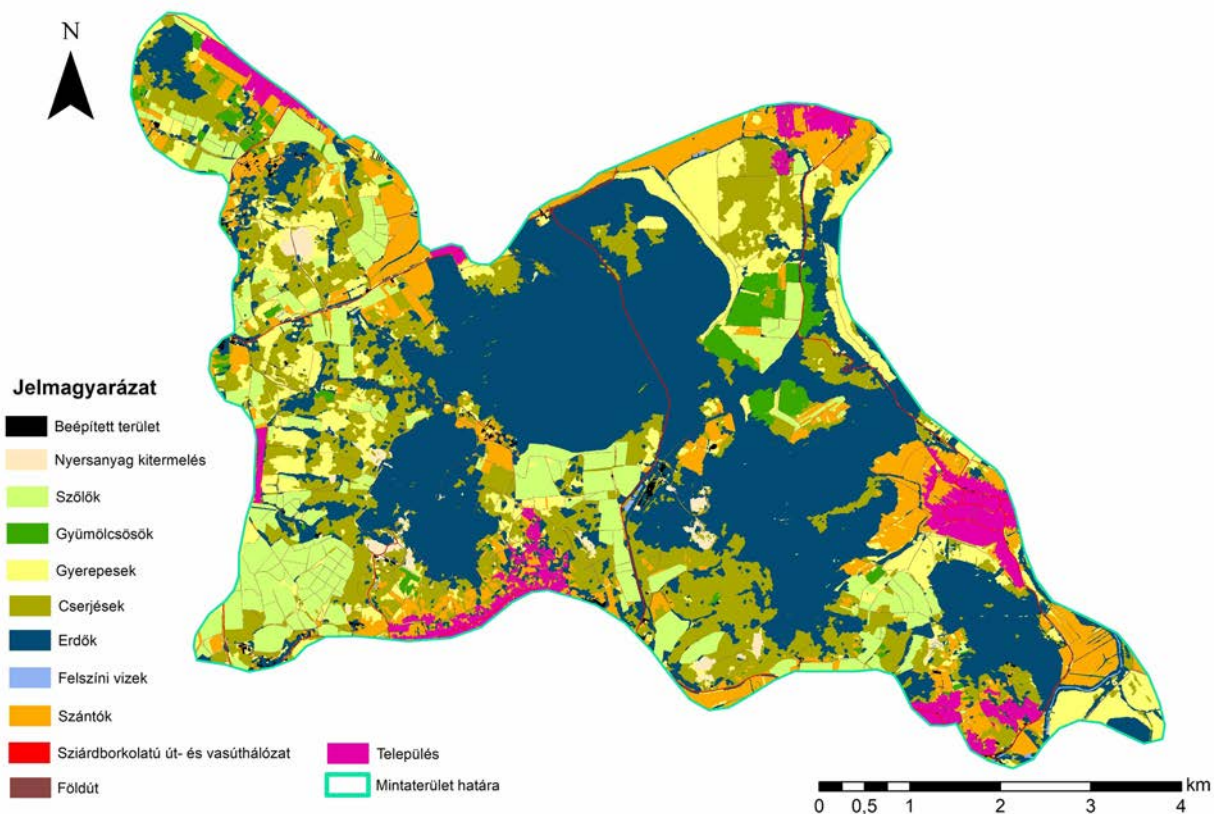 N
Jelmagyarázat
Beépített terület
Nyersanyag kitermelés
Szőlők
Gyümölcsösök
Gyerepesek
Cserjések
Erdők
Felszíni vizek
Szántók
Sziárdborkolatú út- és vasúthálózat
Földút
Település
Mintaterület határa
km
0 0,5 1 2 3 4